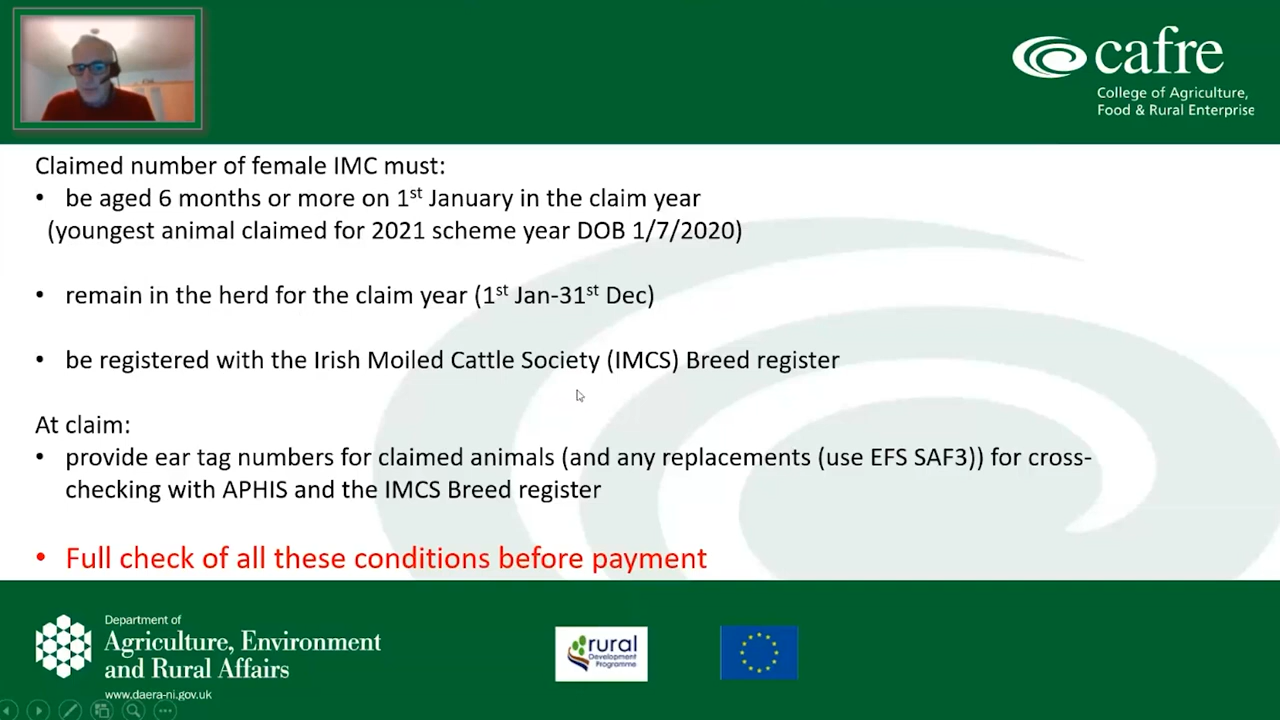 cafre
College of Agriculture,
Food & Rural Enterprise
Claimed number of female IMC must:
• be aged 6 months or more on 1st January in the claim year
(youngest animal claimed for 2021 scheme year DOB 1/7/2020)
• remain in the herd for the claim year (1st Jan-31st Dec)
• be registered with the Irish Moiled Cattle Society (IMCS) Breed register
At claim:
• provide ear tag numbers for claimed animals (and any replacements (use EFS SAF3)) for cross-
checking with APHIS and the IMCS Breed register
• Full check of all these conditions before payment
Department of
Agriculture, Environment
and Rural Affairs
www.daera-ni.gov.uk
rural
Development
Programme